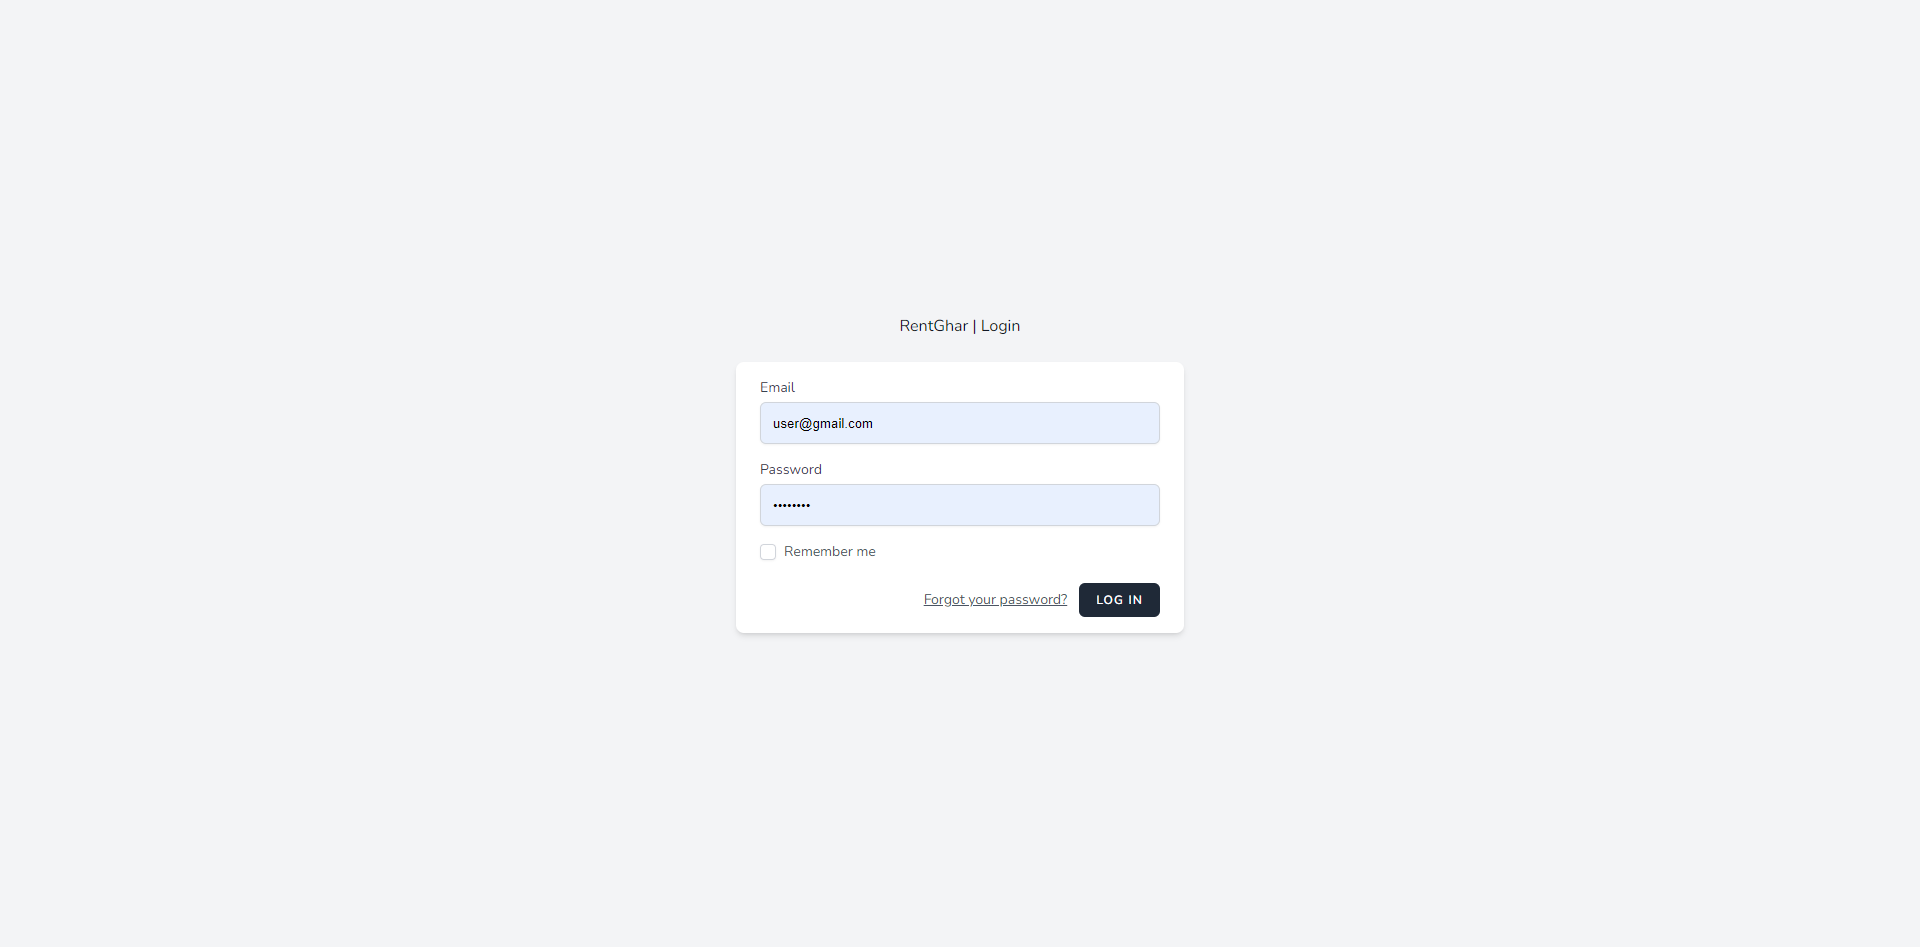 RentGhar | Login
Email
user@gmail.com
Password
••••••••
Remember me
Forgot your password? LOG IN